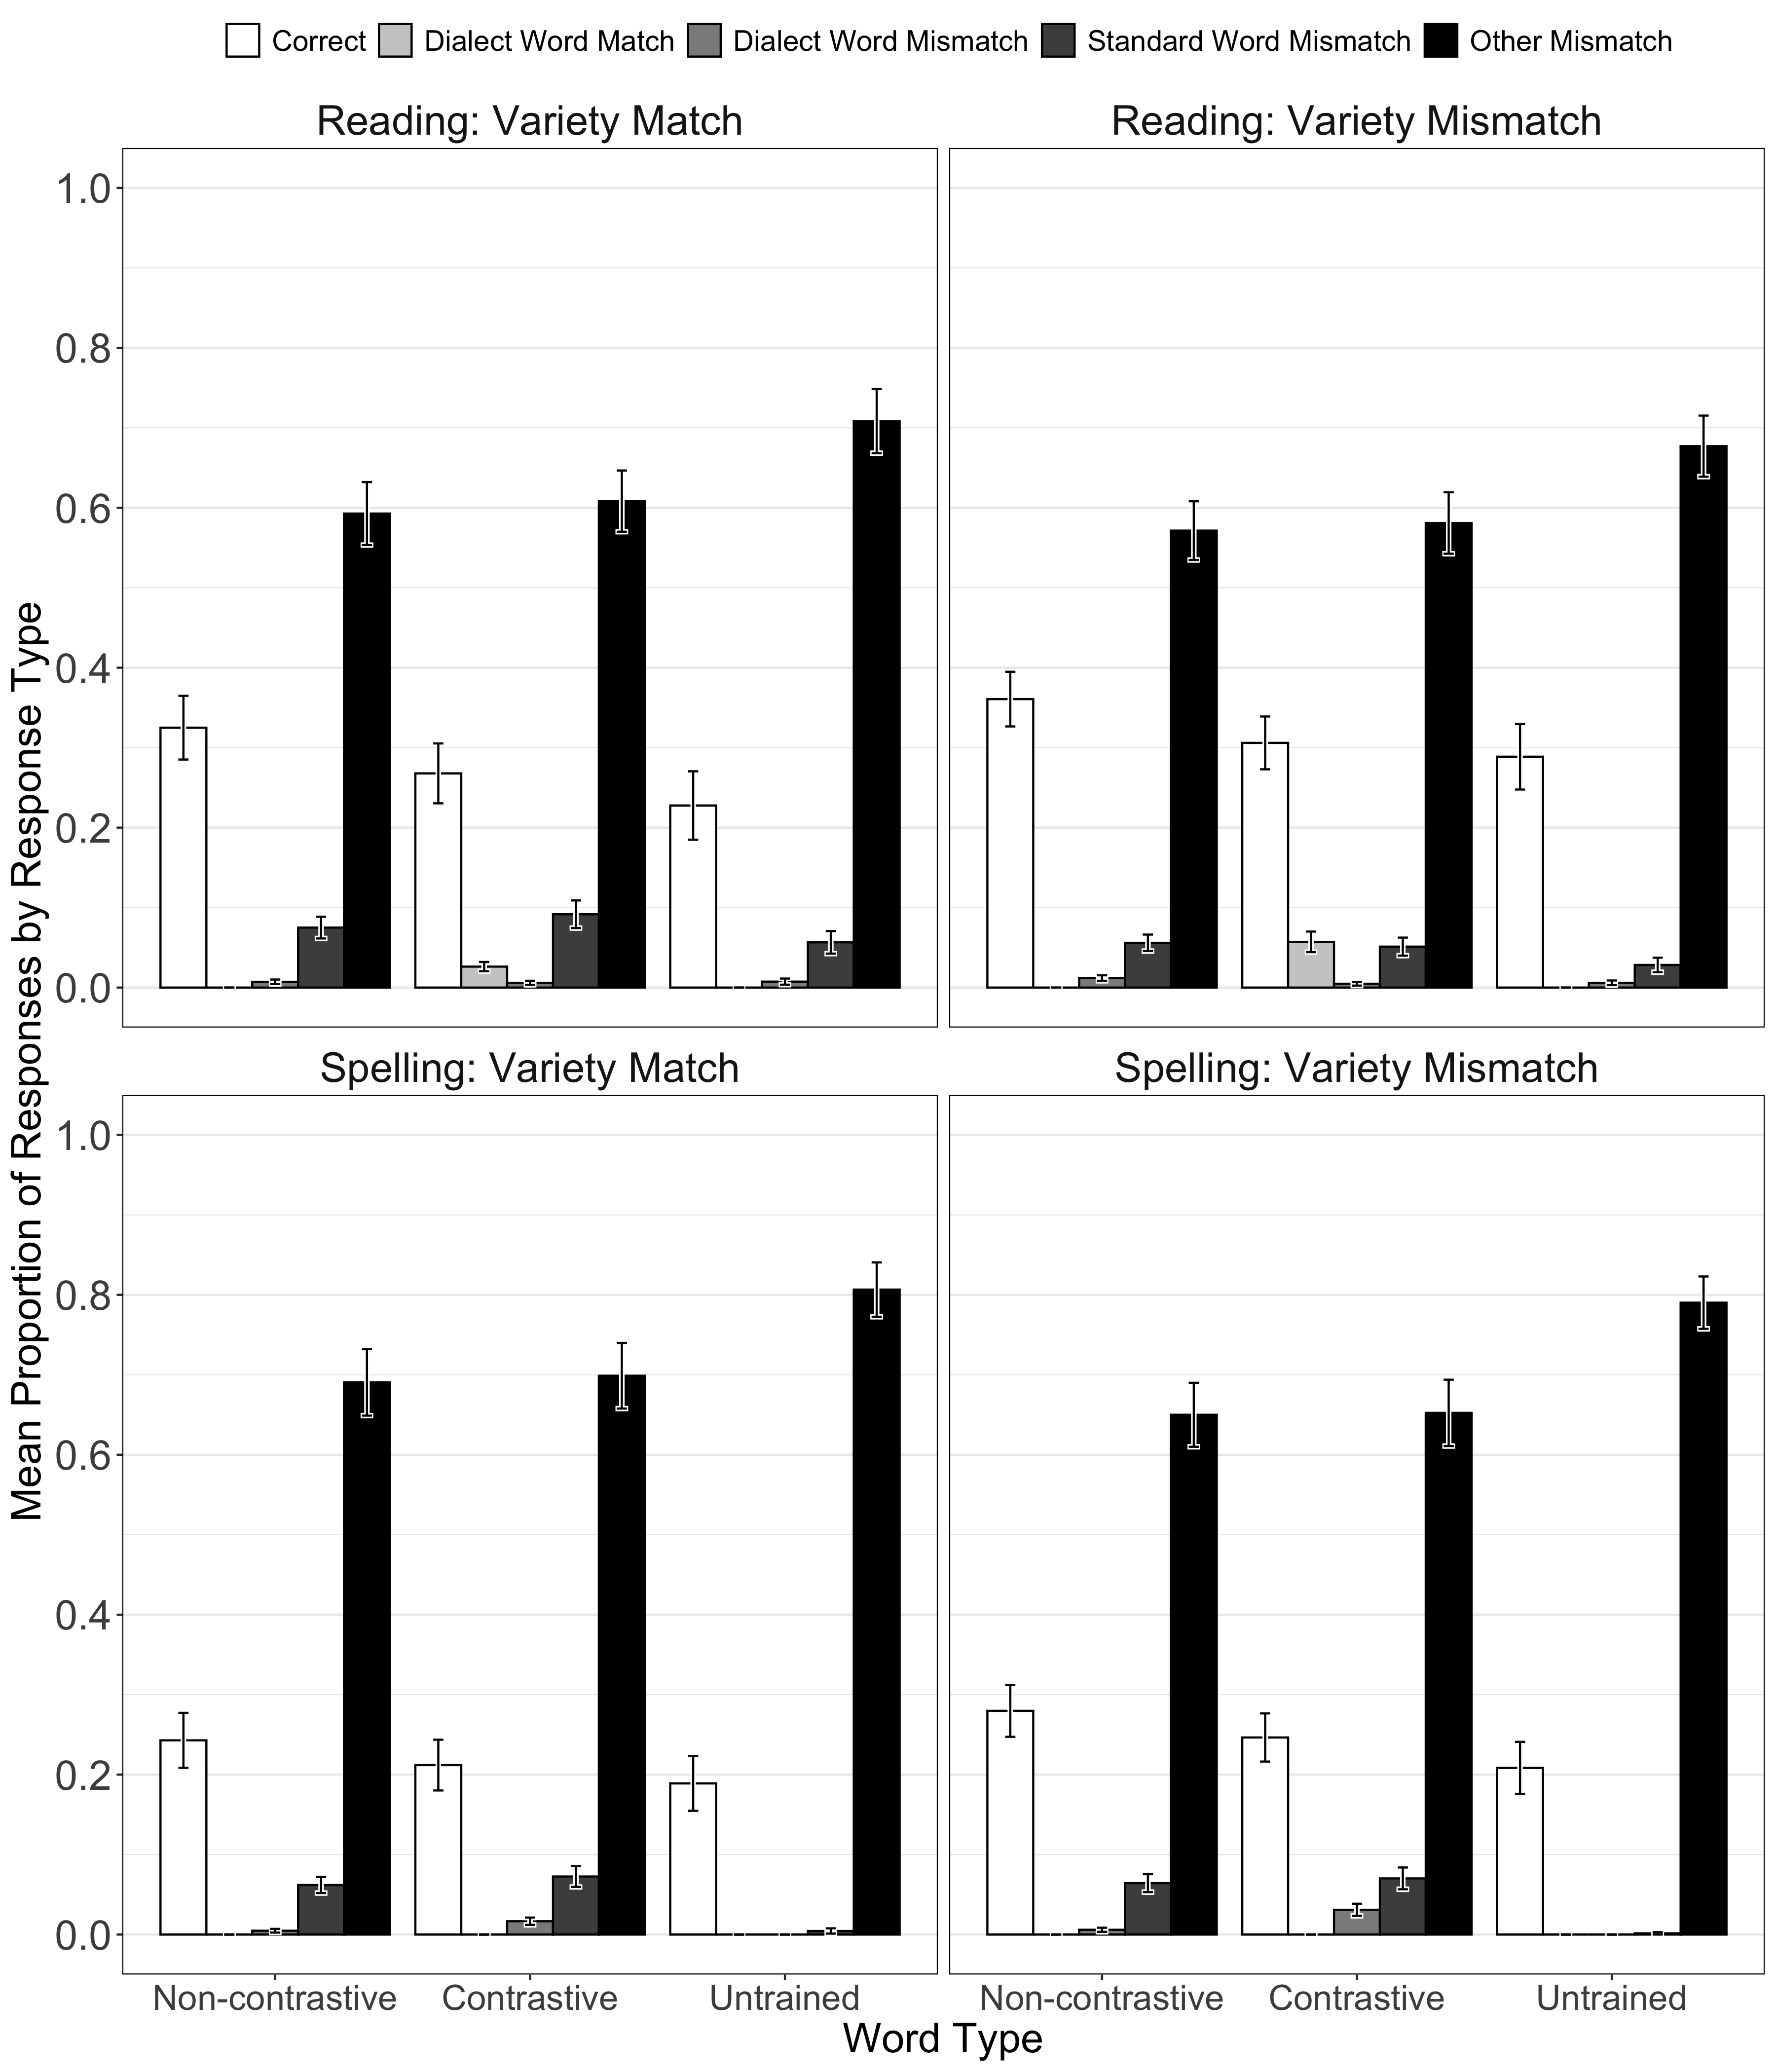 Correct Dialect Word Match Dialect Word Mismatch Standard Word Mismatch Other Mismatch
Reading: Variety Match
Reading: Variety Mismatch
1.0
0.8
0.6
0.4
0.2
0.0
Spelling: Variety Match
Spelling: Variety Mismatch
1.0
0.8
0.6
0.4
0.2
0.0
Mean Proportion of Responses by Response Type
Non-contrastive Contrastive Untrained
Non-contrastive Contrastive Untrained
Word Type